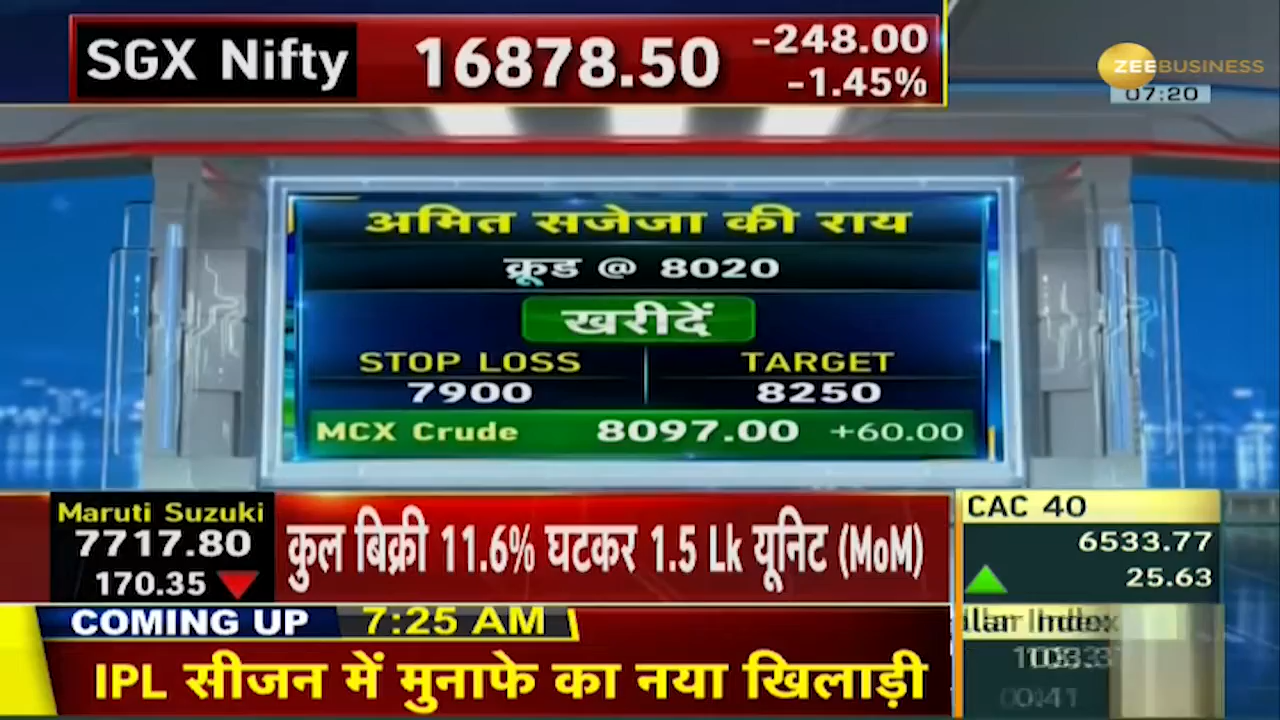 SGX Nifty 16878.50 -248.00
-1.45%
ZEEBUSINESS
07:20
अमित सजेजा की राय
क्रूड @ 8020
खरीदें
STOP LOSS TARGET
7900 8250
MCX Crude 8097.00 +60.00
Maruti Suzuki
7717.80
170.35
कुल बिक्री 11.6% घटकर 1.5 Lk यूनिट (MoM)
CAC 40
6533.77
25.63
COMING UP 7:25 AM
IPL सीजन में मुनाफे का नया खिलाड़ी
Index